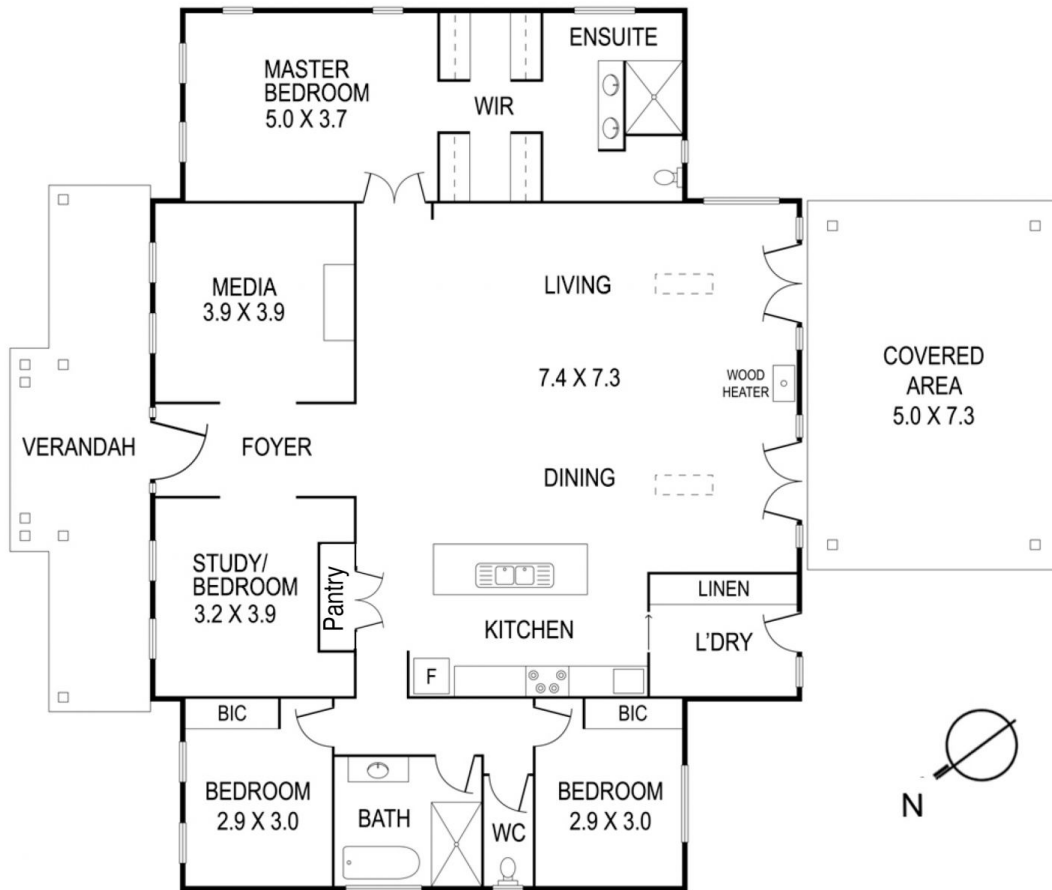 ENSUITE
MASTER
BEDROOM
5.0 X 3.7
WIR
MEDIA
3.9 X 3.9
LIVING
7.4 X 7.3
WOOD
HEATER
COVERED
AREA
5.0 X 7.3
VERANDAH
FOYER
DINING
STUDY/
BEDROOM
3.2 X 3.9
Pantry
LINEN
KITCHEN
L'DRY
F
BIC
BIC
BEDROOM
2.9 X 3.0
BATH
WC
BEDROOM
2.9 X 3.0
N